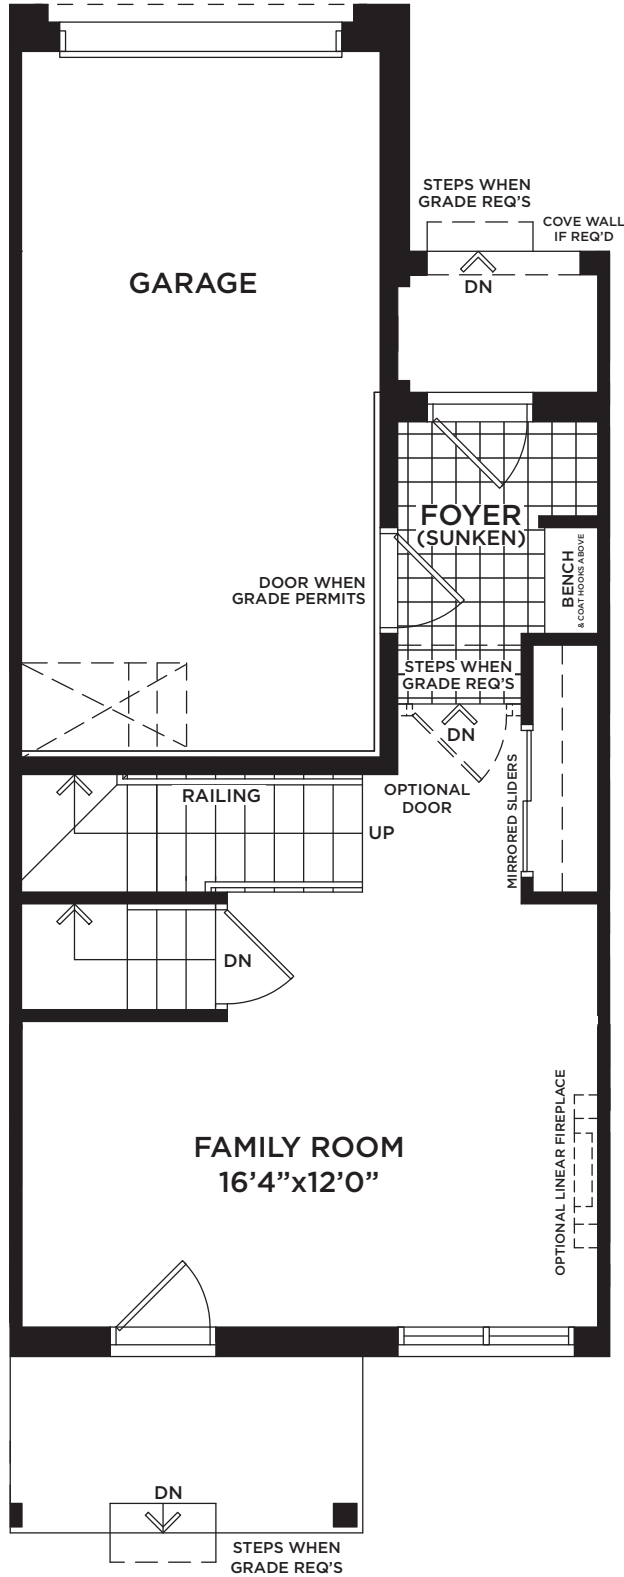 STEPS WHEN
GRADE REQ'S
COVE WALL
IF REQ'D
GARAGE
DN
FOYER
(SUNKEN)
BENCH
& COAT HOOKS ABOVE
DOOR WHEN
GRADE PERMITS
STEPS WHEN
GRADE REQ'S
DN
OPTIONAL
DOOR
MIRRORED SLIDERS
RAILING
UP
DN
FAMILY ROOM
16'4”x12'0”
OPTIONAL LINEAR FIREPLACE
DN
STEPS WHEN
GRADE REQ'S